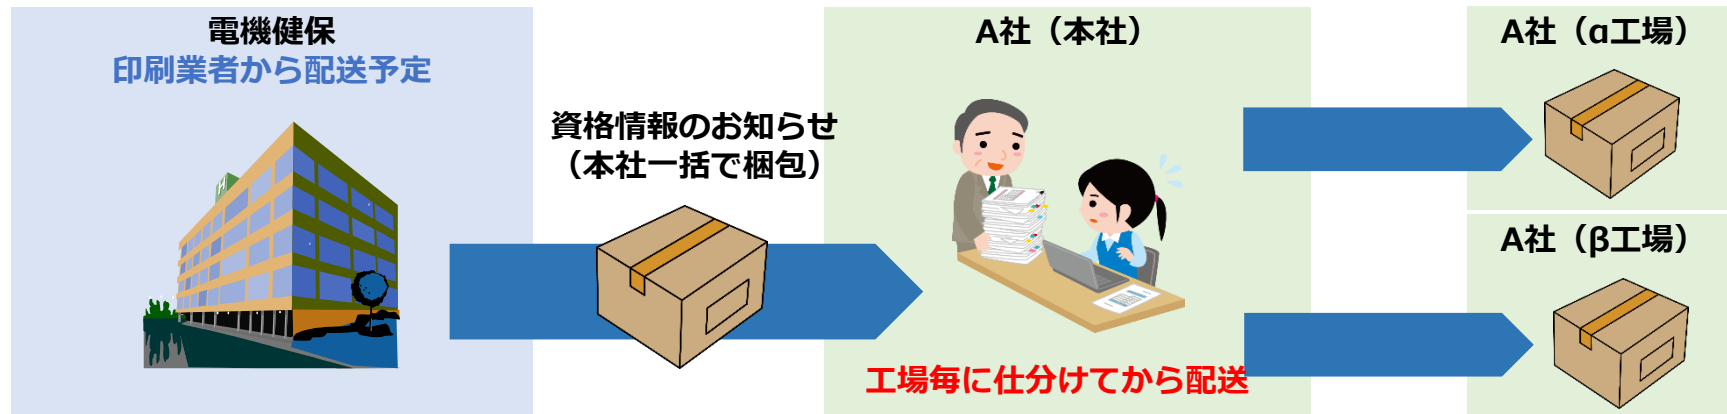 電機健保
印刷業者から配送予定
資格情報のお知らせ
（本社一括で梱包）
A社（本社）
工場毎に仕分けてから配送
A社（α工場）
A社（β工場）
H